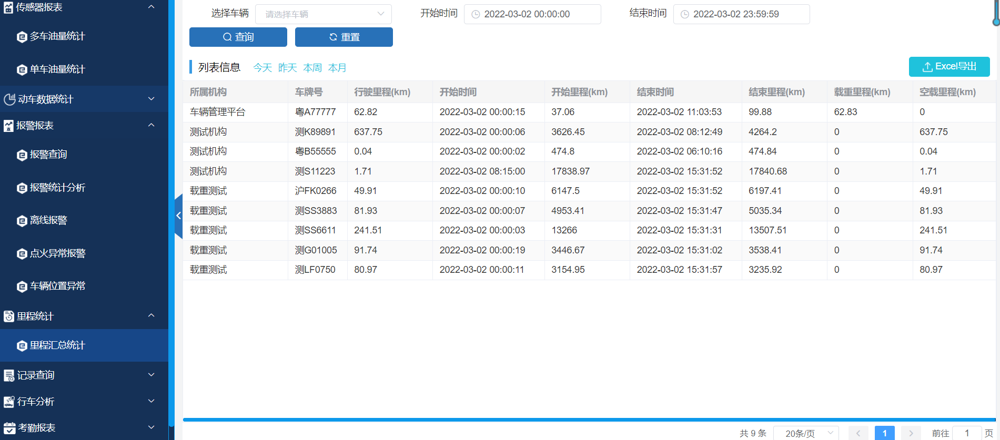 传感器报表
多车油量统计
单车油量统计
动车数据统计
报警报表
报警查询
报警统计分析
离线报警
点火异常报警
车辆位置异常
里程统计
里程汇总统计
记录查询
行车分析
考勤报表
选择车辆 请选择车辆 开始时间 2022-03-02 00:00:00 结束时间 2022-03-02 23:59:59
查询 重置
列表信息 今天 昨天 本周 本月 Excel导出
所属机构 车牌号 行驶里程(km) 开始时间 开始里程(km) 结束时间 结束里程(km) 载重里程(km) 空载里程(km)
车辆管理平台 粤A77777 62.82 2022-03-02 00:00:15 37.06 2022-03-02 11:03:53 99.88 62.83 0
测试机构 测K89891 637.75 2022-03-02 00:00:06 3626.45 2022-03-02 08:12:49 4264.2 0 637.75
测试机构 粤B55555 0.04 2022-03-02 00:00:02 474.8 2022-03-02 06:10:16 474.84 0 0.04
测试机构 测S11223 1.71 2022-03-02 08:15:00 17838.97 2022-03-02 15:31:52 17840.68 0 1.71
载重测试 沪FK0266 49.91 2022-03-02 00:00:10 6147.5 2022-03-02 15:31:52 6197.41 0 49.91
载重测试 测SS3883 81.93 2022-03-02 00:00:07 4953.41 2022-03-02 15:31:47 5035.34 0 81.93
载重测试 测SS6611 241.51 2022-03-02 00:00:03 13266 2022-03-02 15:31:31 13507.51 0 241.51
载重测试 测G01005 91.74 2022-03-02 00:00:19 3446.67 2022-03-02 15:31:02 3538.41 0 91.74
载重测试 测LF0750 80.97 2022-03-02 00:00:11 3154.95 2022-03-02 15:31:57 3235.92 0 80.97
共 9 条 20条/页 1 前往 1 页